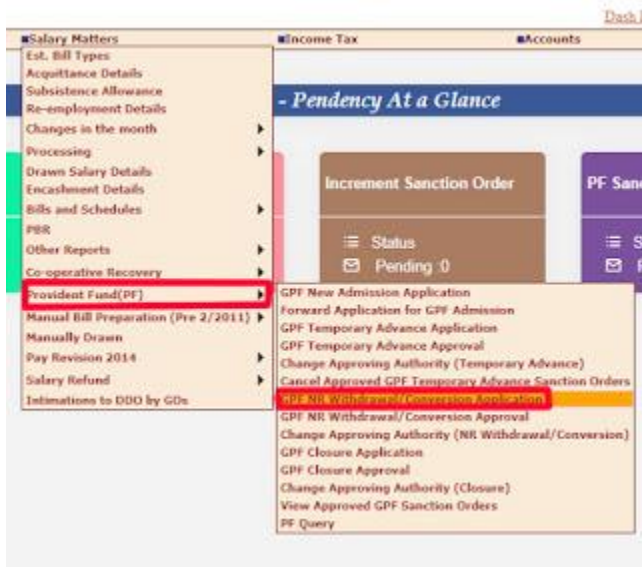 Dash
Salary Matters
Income Tax
Accounts
Est. Bill Types
Acquittance Details
Subsistence Allowance
Re-employment Details
Changes in the month
Processing
Drawn Salary Details
Encashment Details
Bills and Schedules
PBR
Other Reports
Co-operative Recovery
Provident Fund(PF)
Manual Bill Preparation (Pre 2/2011)
Manually Drawn
Pay Revision 2014
Salary Refund
Intimations to DDO by GOs
- Pendency At a Glance
Increment Sanction Order
Status
Pending :0
PF San
S
P
GPF New Admission Application
Forward Application for GPF Admission
GPF Temporary Advance Application
GPF Temporary Advance Approval
Change Approving Authority (Temporary Advance)
Cancel Approved GPF Temporary Advance Sanction Orders
GPF NR Withdrawal/Conversion Application
GPF NR Withdrawal/Conversion Approval
Change Approving Authority (NR Withdrawal/Conversion)
GPF Closure Application
GPF Closure Approval
Change Approving Authority (Closure)
View Approved GPF Sanction Orders
PF Query